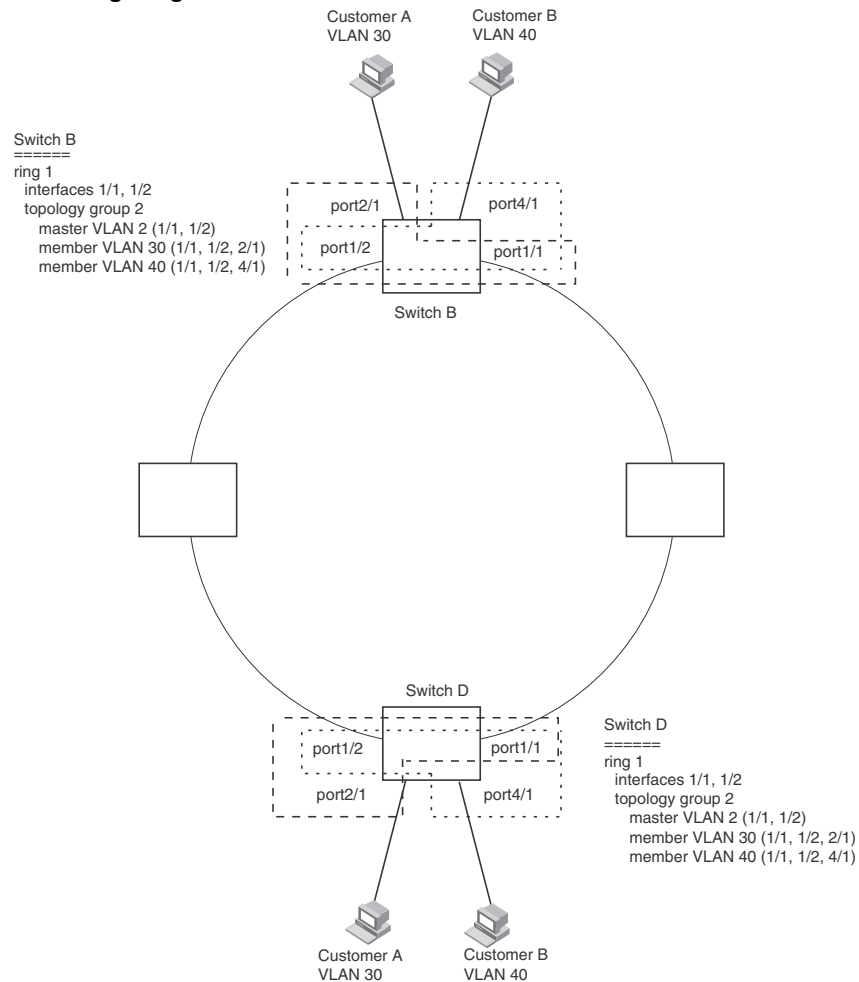 Customer A
VLAN 30
Customer B
VLAN 40
Switch B
======
ring 1
interfaces 1/1, 1/2
topology group 2
master VLAN 2 (1/1, 1/2)
member VLAN 30 (1/1, 1/2, 2/1)
member VLAN 40 (1/1, 1/2, 4/1)
port2/1
port4/1
port1/2
port1/1
Switch B
Switch D
port1/2
port1/1
port2/1
port4/1
Switch D
======
ring 1
interfaces 1/1, 1/2
topology group 2
master VLAN 2 (1/1, 1/2)
member VLAN 30 (1/1, 1/2, 2/1)
member VLAN 40 (1/1, 1/2, 4/1)
Customer A
VLAN 30
Customer B
VLAN 40